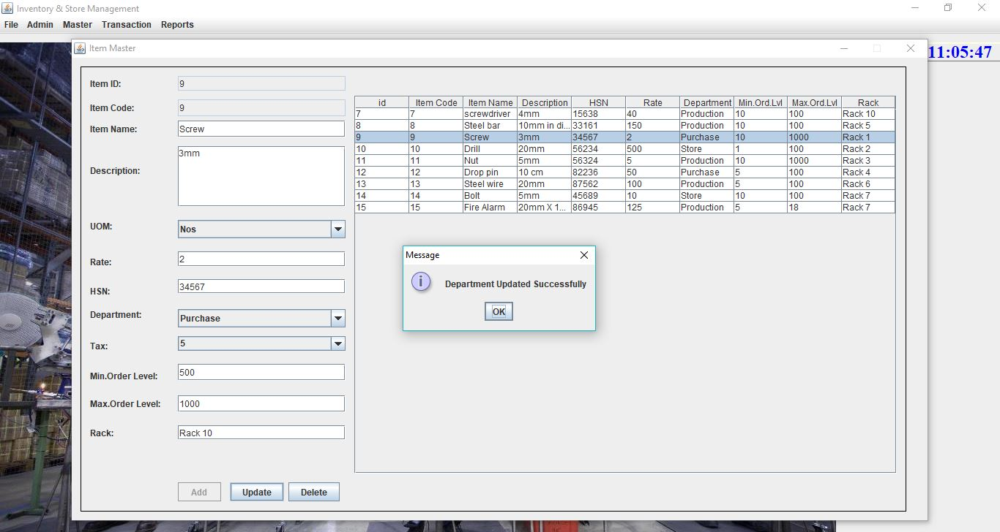 Inventory & Store Management
File Admin Master Transaction Reports
Item Master
11:05:47
Item ID: 9
Item Code: 9
Item Name: Screw
Description: 3mm
UOM: Nos
Rate: 2
HSN: 34567
Department: Purchase
Tax: 5
Min.Order Level: 500
Max.Order Level: 1000
Rack: Rack 10
Add Update Delete
id Item Code Item Name Description HSN Rate Department Min.Ord.Lvl Max.Ord.Lvl Rack
7 7 screwdriver 4mm 15638 40 Production 10 100 Rack 10
8 8 Steel bar 10mm in di... 33161 150 Production 10 100 Rack 5
9 9 Screw 3mm 34567 2 Purchase 10 1000 Rack 1
10 10 Drill 20mm 56234 500 Store 1 100 Rack 2
11 11 Nut 5mm 56324 5 Production 10 1000 Rack 3
12 12 Drop pin 10 cm 82236 50 Purchase 5 100 Rack 4
13 13 Steel wire 20mm 87562 100 Production 5 100 Rack 6
14 14 Bolt 5mm 45689 10 Store 10 100 Rack 7
15 15 Fire Alarm 20mm X 1... 86945 125 Production 5 18 Rack 7
Message
Department Updated Successfully
OK